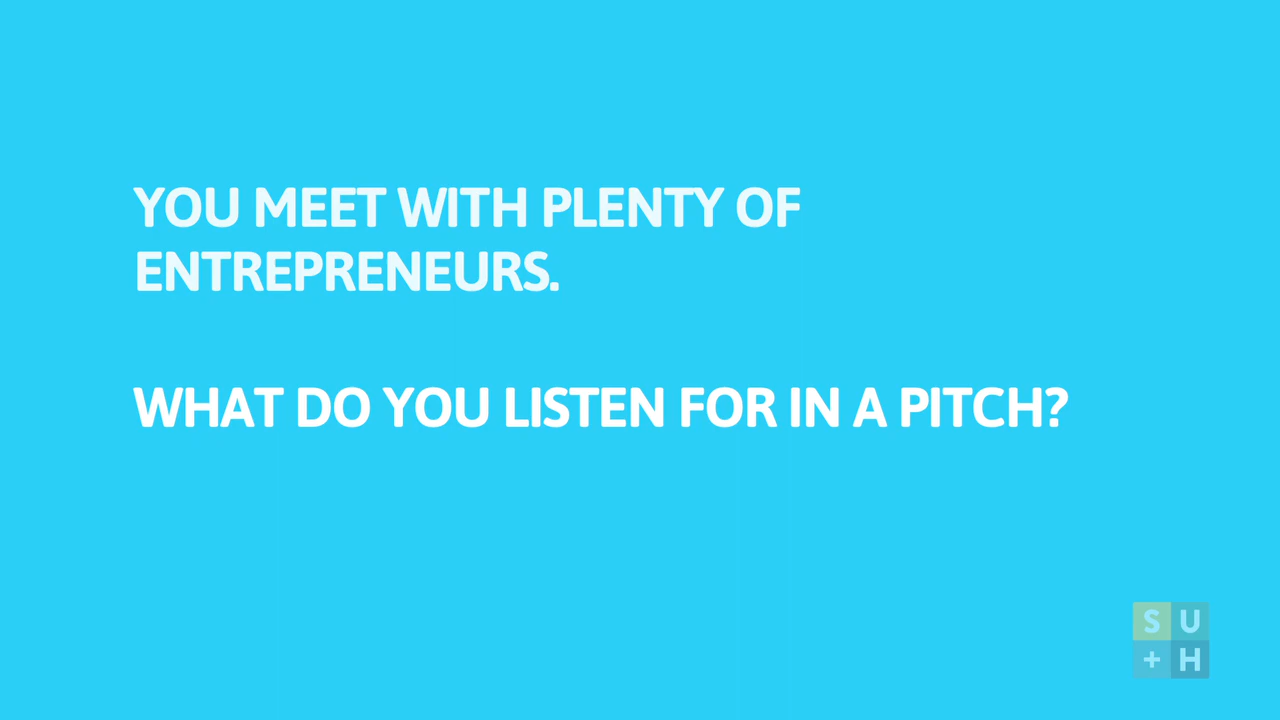 YOU MEET WITH PLENTY OF
ENTREPRENEURS.
WHAT DO YOU LISTEN FOR IN A PITCH?
S U
+ H